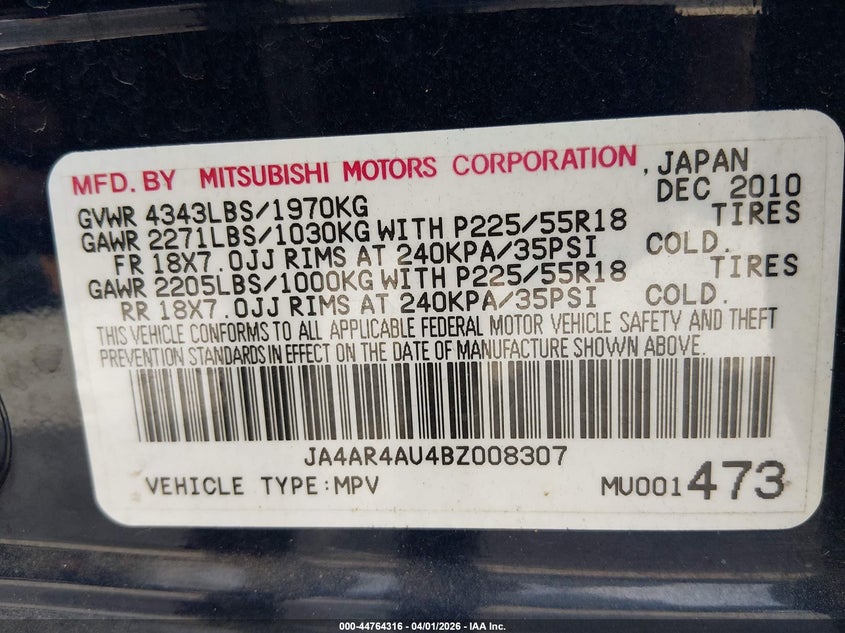 MFD. BY MITSUBISHI MOTORS CORPORATION, JAPAN
GVWR 4343LBS/1970KG DEC 2010
GAWR 2271LBS/1030KG WITH P225/55R18 TIRES
FR 18X7.0JJ RIMS AT 240KPA/35PSI COLD.
GAWR 2205LBS/1000KG WITH P225/55R18 TIRES
RR 18X7.0JJ RIMS AT 240KPA/35PSI COLD.
THIS VEHICLE CONFORMS TO ALL APPLICABLE FEDERAL MOTOR VEHICLE SAFETY AND THEFT
PREVENTION STANDARDS IN EFFECT ON THE DATE OF MANUFACTURE SHOWN ABOVE.
JA4AR4AU4BZ008307
VEHICLE TYPE:MPV MU001473
000-44764316 - 04/01/2026 - IAA Inc.